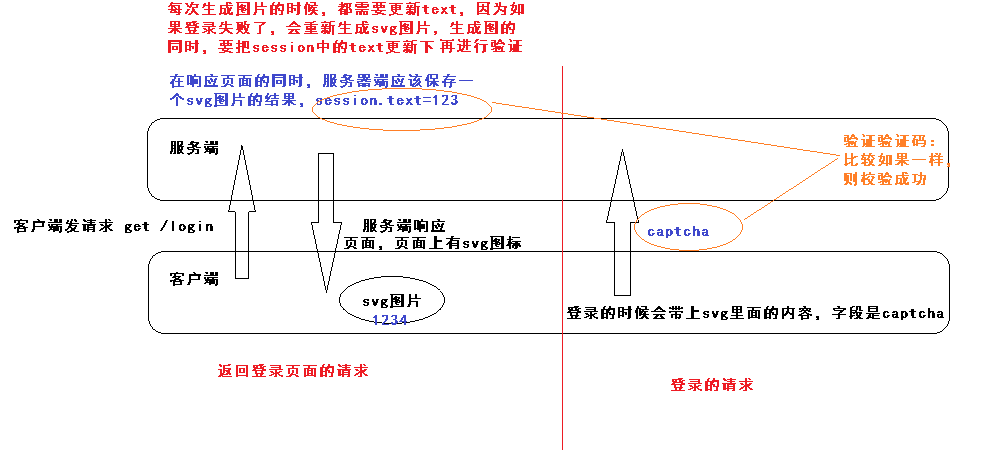 每次生成图片的时候，都需要更新text，因为如
果登录失败了，会重新生成svg图片，生成图的
同时，要把session中的text更新下 再进行验证
在响应页面的同时，服务器端应该保存一
个svg图片的结果，session.text=123
服务端
验证验证码：
比较如果一样，
则校验成功
客户端发请求 get /login
服务端响应
页面，页面上有svg图标
captcha
客户端
svg图片
1234
登录的时候会带上svg里面的内容，字段是captcha
返回登录页面的请求
登录的请求